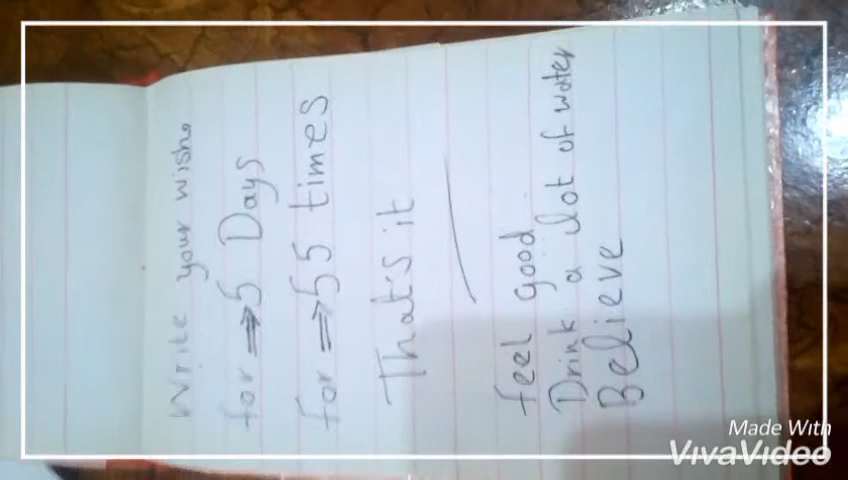 Write your wish.
for ⇒ 5 Days
for ⇒ 55 times
That's it
feel good
Drink a lot of water
Believe
Made With
VivaVideo